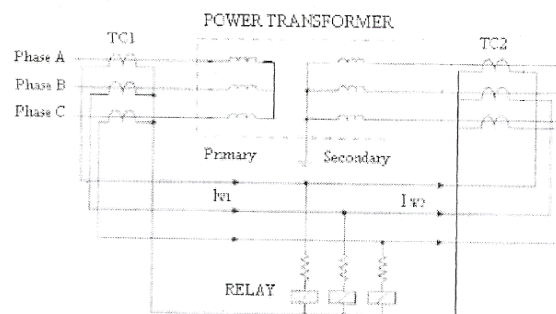 POWER TRANSFORMER
TC1
TC2
Phase A
Phase B
Phase C
Primary
Secondary
Iw1
Iw2
RELAY